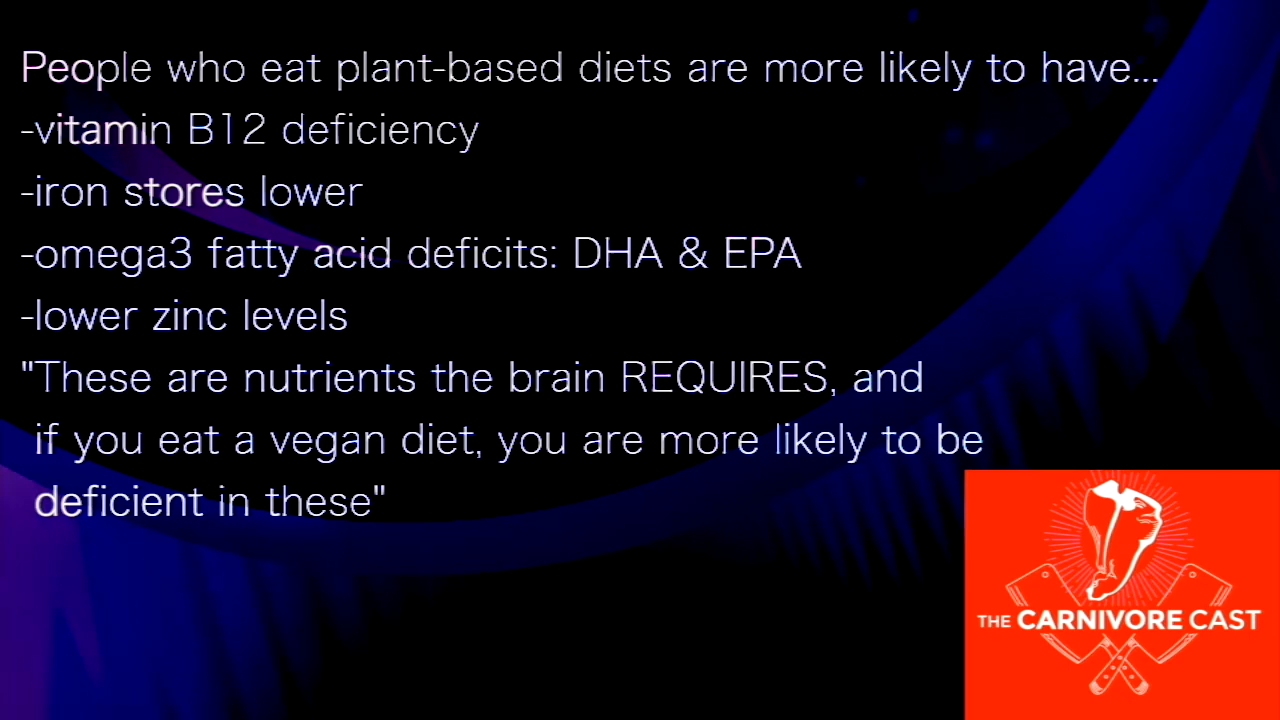 People who eat plant-based diets are more likely to have...
-vitamin B12 deficiency
-iron stores lower
-omega3 fatty acid deficits: DHA & EPA
-lower zinc levels
"These are nutrients the brain REQUIRES, and
if you eat a vegan diet, you are more likely to be
deficient in these"
THE CARNIVORE CAST